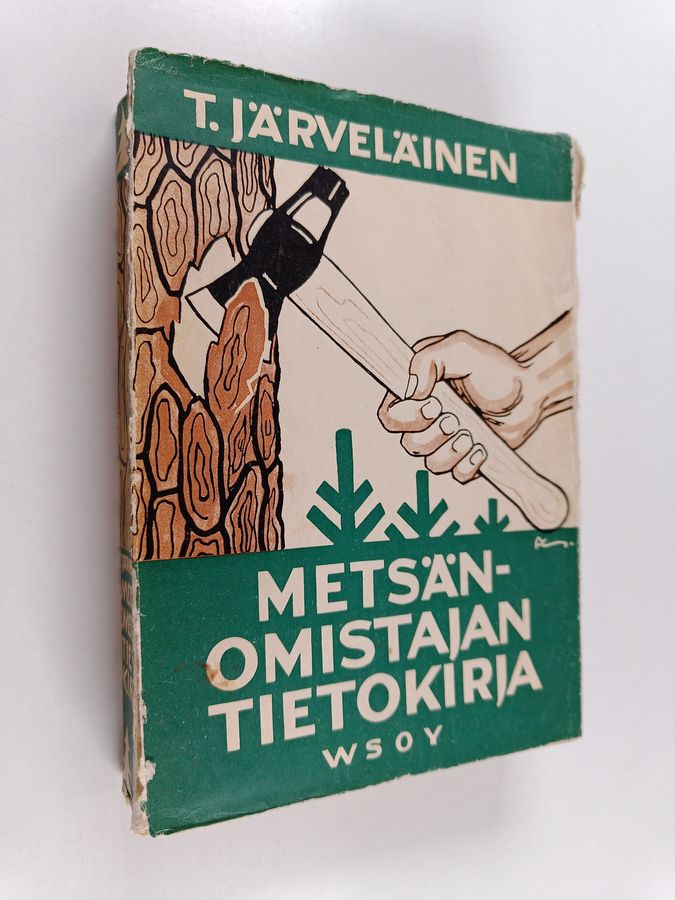 T. JÄRVELÄINEN
METSÄN-
OMISTAJAN
TIETOKIRJA
WSOY